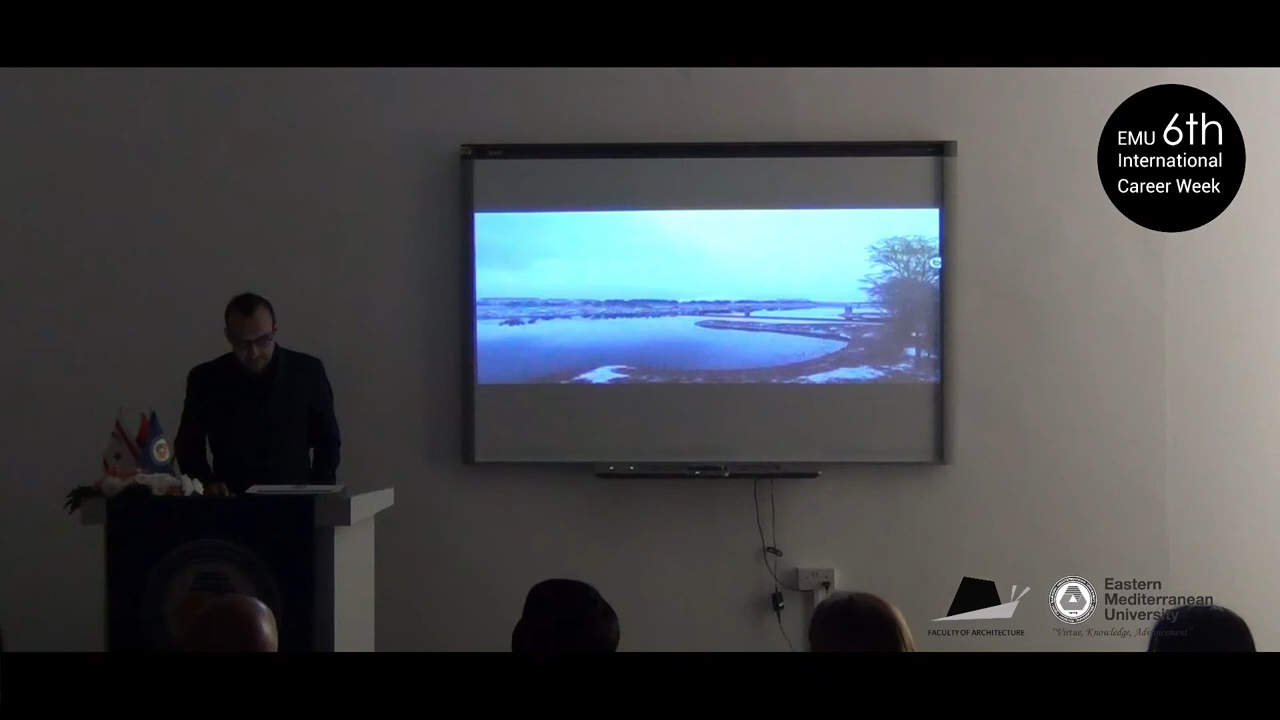 EMU 6th
International
Career Week
FACULTY OF ARCHITECTURE
Eastern
Mediterranean
University
"Virtue, Knowledge, Advancement"